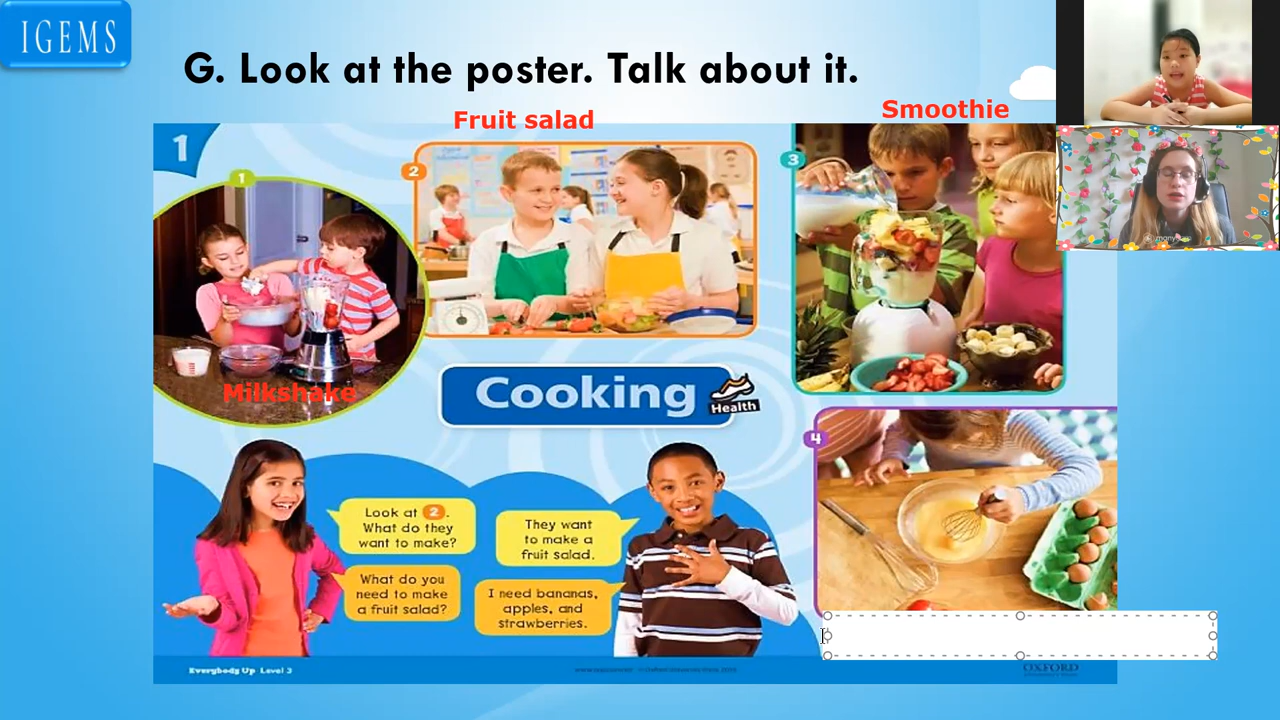 IGEMS
G. Look at the poster. Talk about it.
Fruit salad
Smoothie
1
1
2
3
Milkshake
Cooking
Health
4
Look at 2.
What do they
want to make?
They want
to make a
fruit salad.
What do you
need to make
a fruit salad?
I need bananas,
apples, and
strawberries.
Everybody Up Level 3
OXFORD